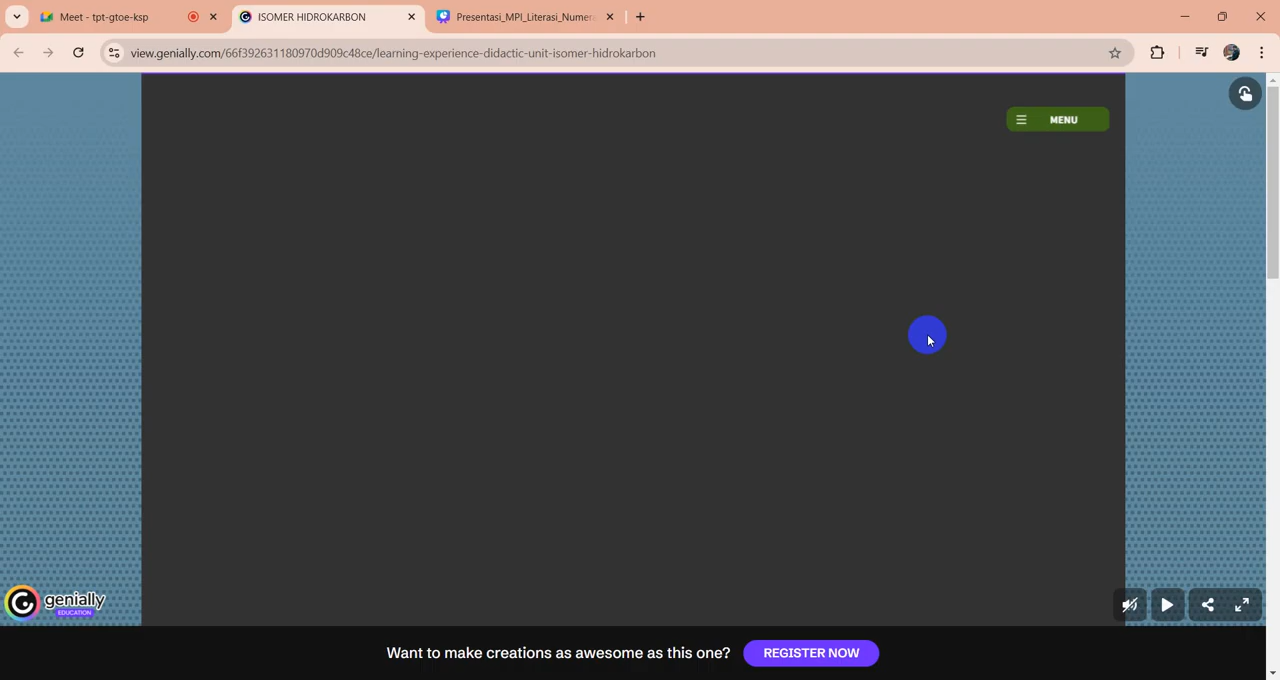 Meet - tpt-gtoe-ksp
ISOMER HIDROKARBON
Presentasi_MPI_Literasi_Numera
view.genially.com/66f392631180970d909c48ce/learning-experience-didactic-unit-isomer-hidrokarbon
MENU
genially
EDUCATION
Want to make creations as awesome as this one? REGISTER NOW